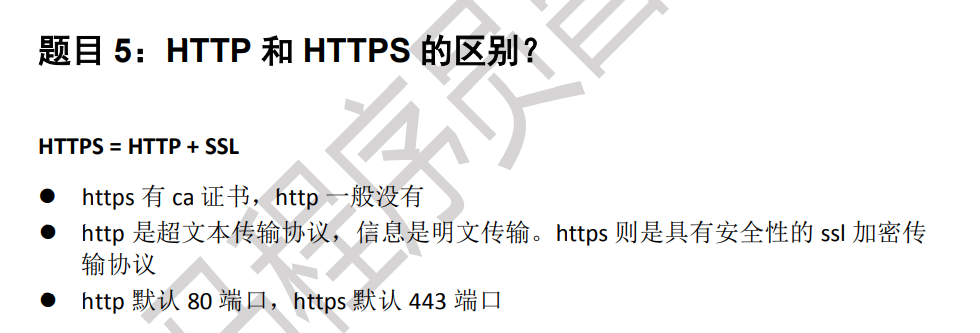 题目 5：HTTP 和 HTTPS 的区别？
HTTPS = HTTP + SSL
● https 有 ca 证书，http 一般没有
● http 是超文本传输协议，信息是明文传输。https 则是具有安全性的 ssl 加密传
输协议
● http 默认 80 端口，https 默认 443 端口
程序员